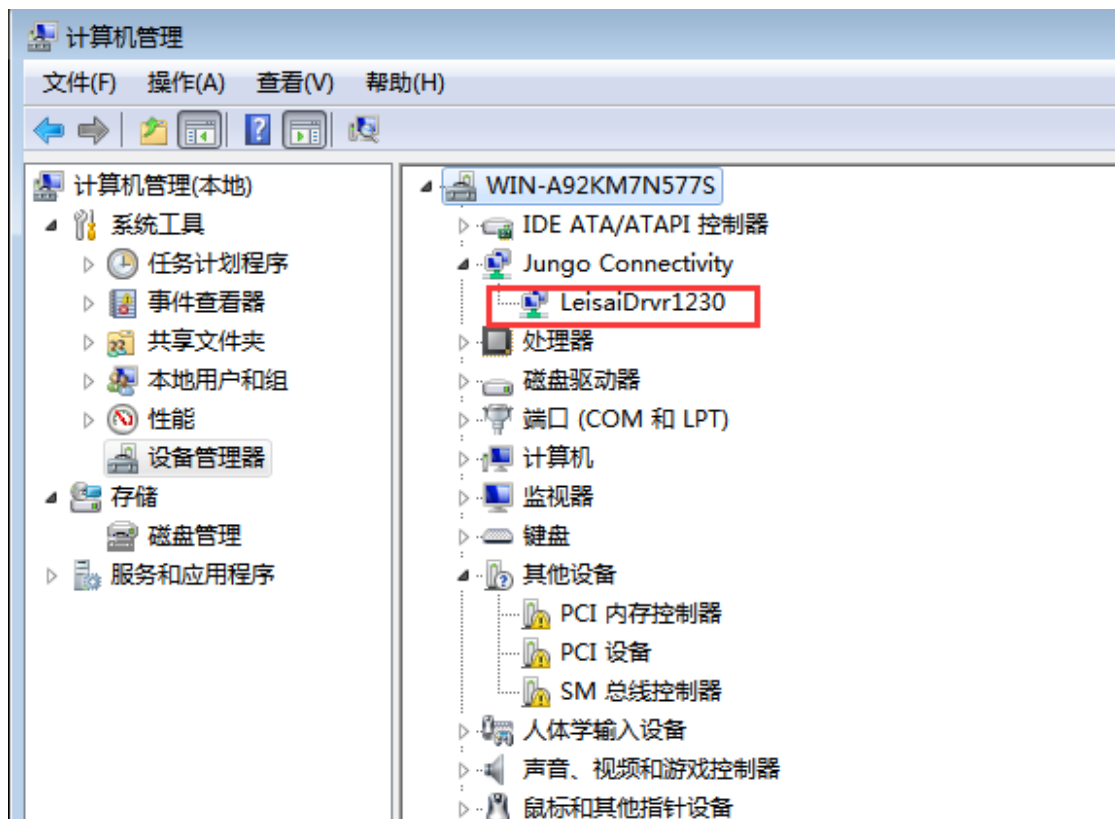 计算机管理
文件(F) 操作(A) 查看(V) 帮助(H)
计算机管理(本地)
系统工具
任务计划程序
事件查看器
共享文件夹
本地用户和组
性能
设备管理器
存储
磁盘管理
服务和应用程序
WIN-A92KM7N577S
IDE ATA/ATAPI 控制器
Jungo Connectivity
LeisaiDrvr1230
处理器
磁盘驱动器
端口 (COM 和 LPT)
计算机
监视器
键盘
其他设备
PCI 内存控制器
PCI 设备
SM 总线控制器
人体学输入设备
声音、视频和游戏控制器
鼠标和其他指针设备